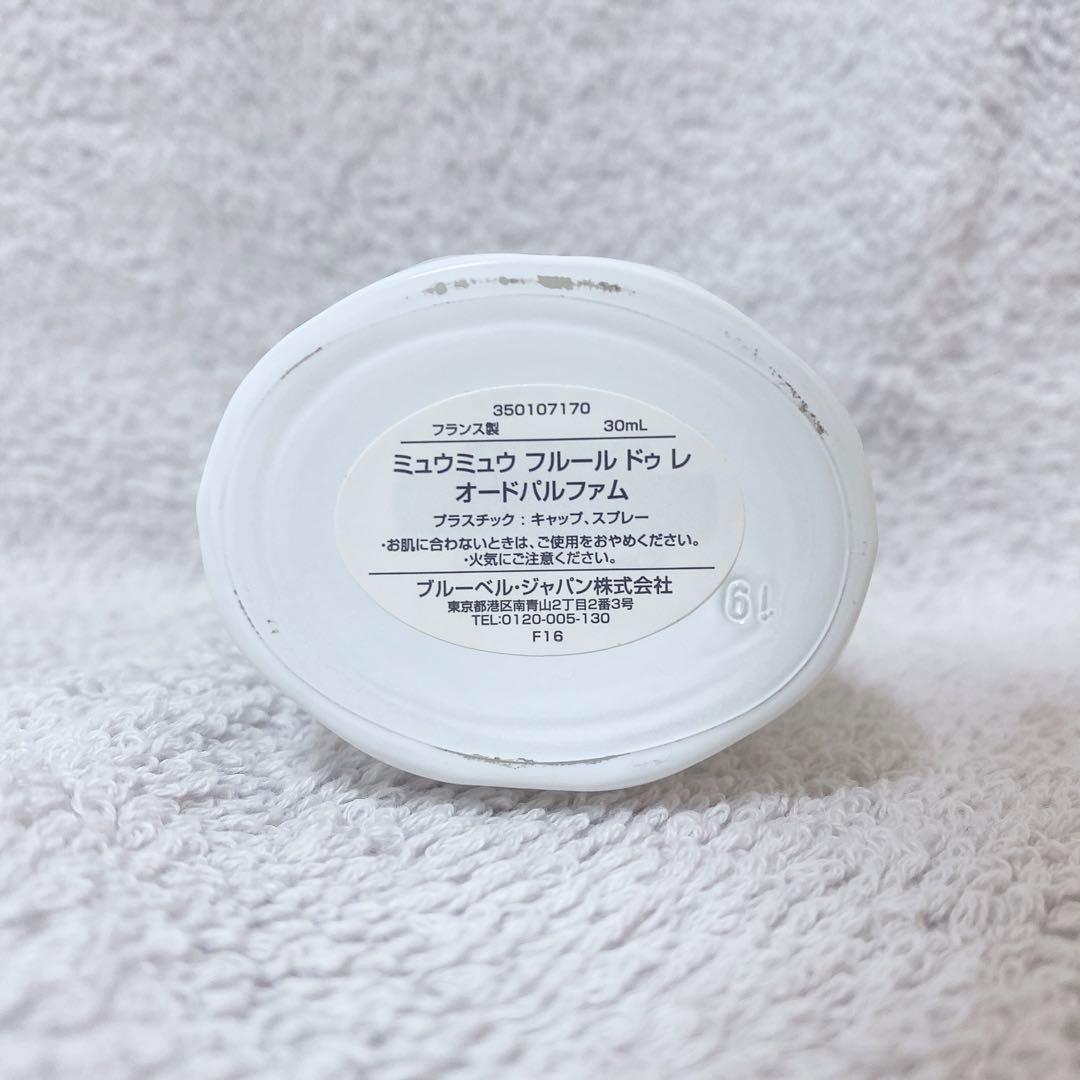 350107170
フランス製 30mL
ミュウミュウ フルール ドゥ レ
オードパルファム
プラスチック：キャップ、スプレー
・お肌に合わないときは、ご使用をおやめください。
・火気にご注意ください。
ブルーベル・ジャパン株式会社
東京都港区南青山2丁目2番3号
TEL:0120-005-130
F16